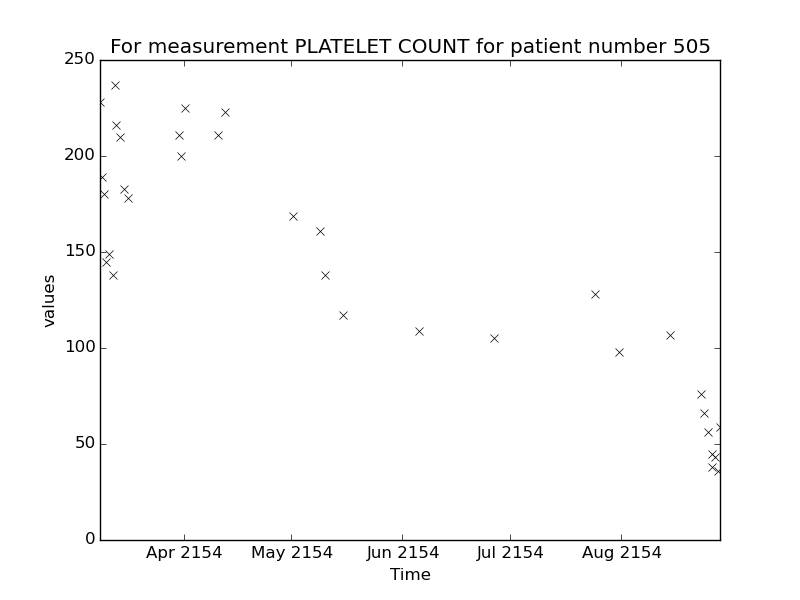 For measurement PLATELET COUNT for patient number 505
250
200
150
100
50
0
values
Apr 2154
May 2154
Jun 2154
Jul 2154
Aug 2154
Time